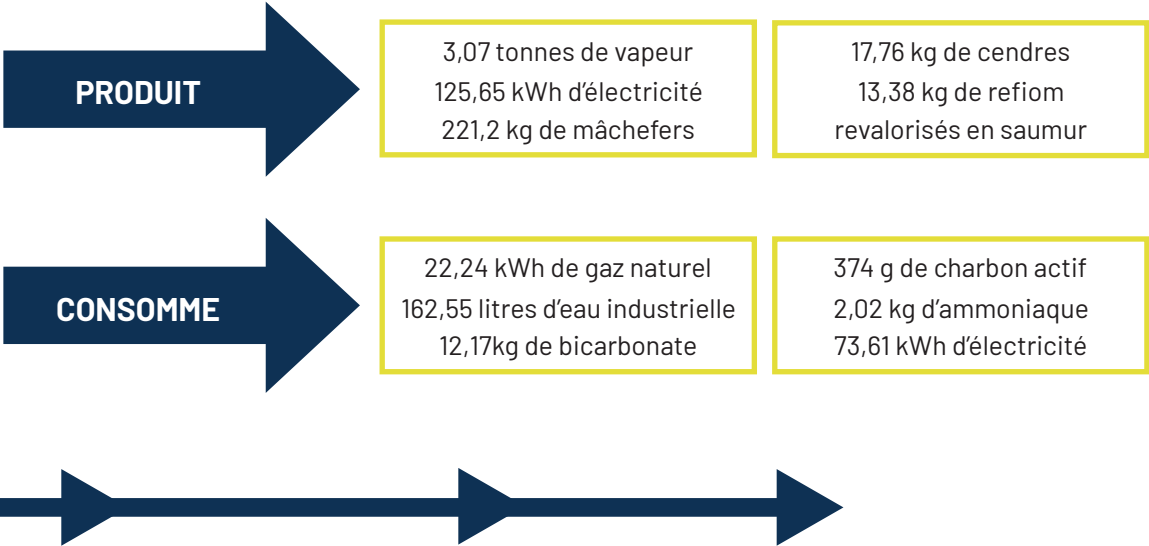 PRODUIT
3,07 tonnes de vapeur
125,65 kWh d'électricité
221,2 kg de mâchefers
17,76 kg de cendres
13,38 kg de refiom
revalorisés en saumur
CONSOMME
22,24 kWh de gaz naturel
162,55 litres d'eau industrielle
12,17kg de bicarbonate
374 g de charbon actif
2,02 kg d'ammoniaque
73,61 kWh d'électricité